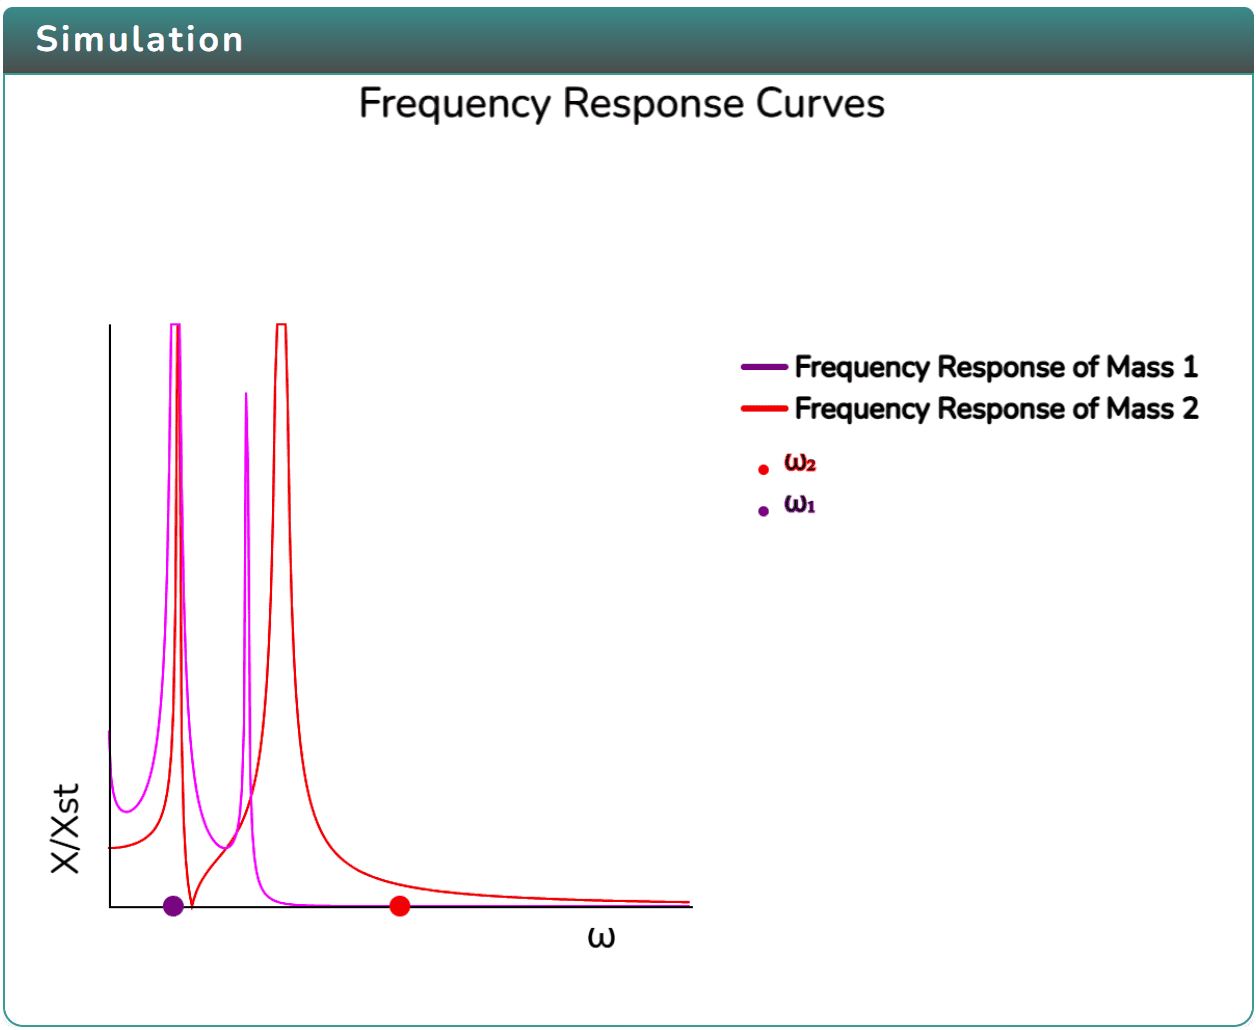 Simulation
Frequency Response Curves
Frequency Response of Mass 1
Frequency Response of Mass 2
ω₂
ω₁
X/Xst
ω